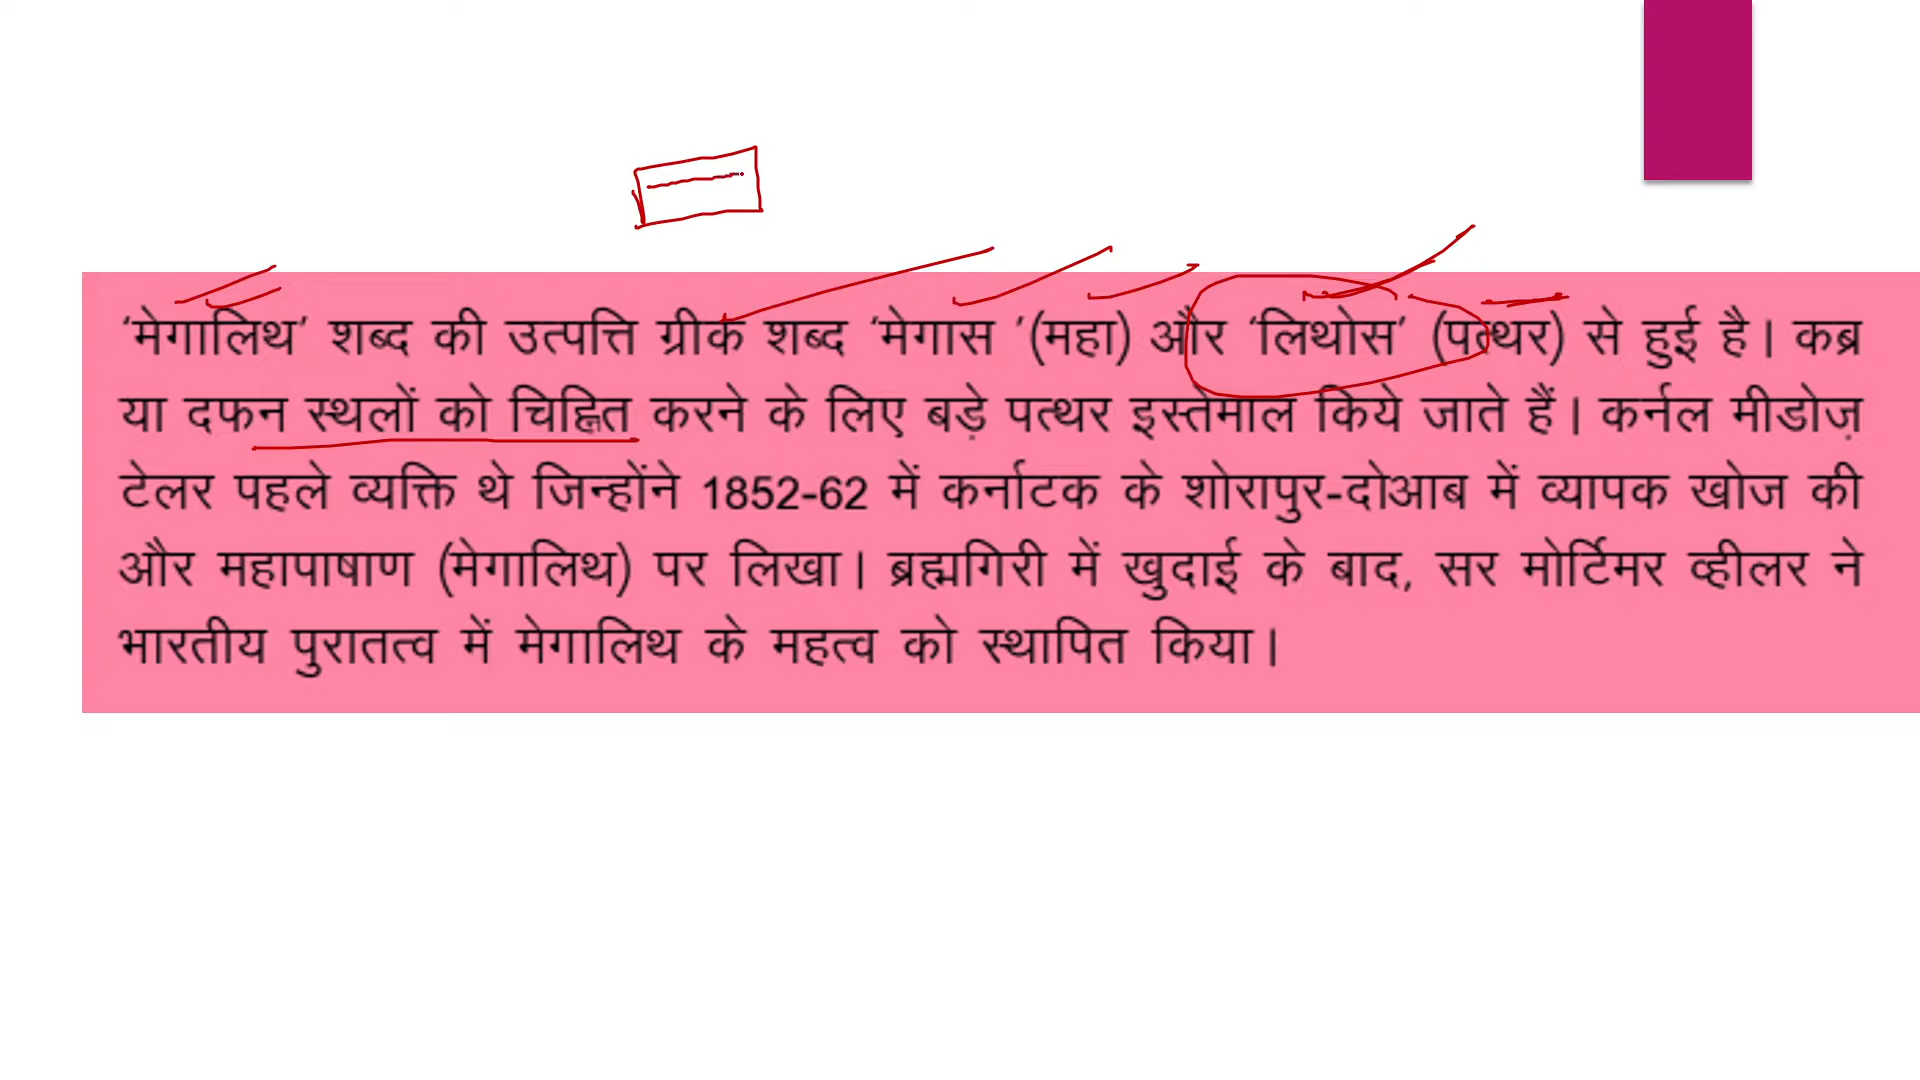 'मेगालिथ' शब्द की उत्पत्ति ग्रीक शब्द 'मेगास '(महा) और 'लिथोस' (पत्थर) से हुई है। कब्र
या दफन स्थलों को चिह्नित करने के लिए बड़े पत्थर इस्तेमाल किये जाते हैं। कर्नल मीडोज़
टेलर पहले व्यक्ति थे जिन्होंने 1852-62 में कर्नाटक के शोरापुर-दोआब में व्यापक खोज की
और महापाषाण (मेगालिथ) पर लिखा। ब्रह्मगिरी में खुदाई के बाद, सर मोर्टिमर व्हीलर ने
भारतीय पुरातत्व में मेगालिथ के महत्व को स्थापित किया।